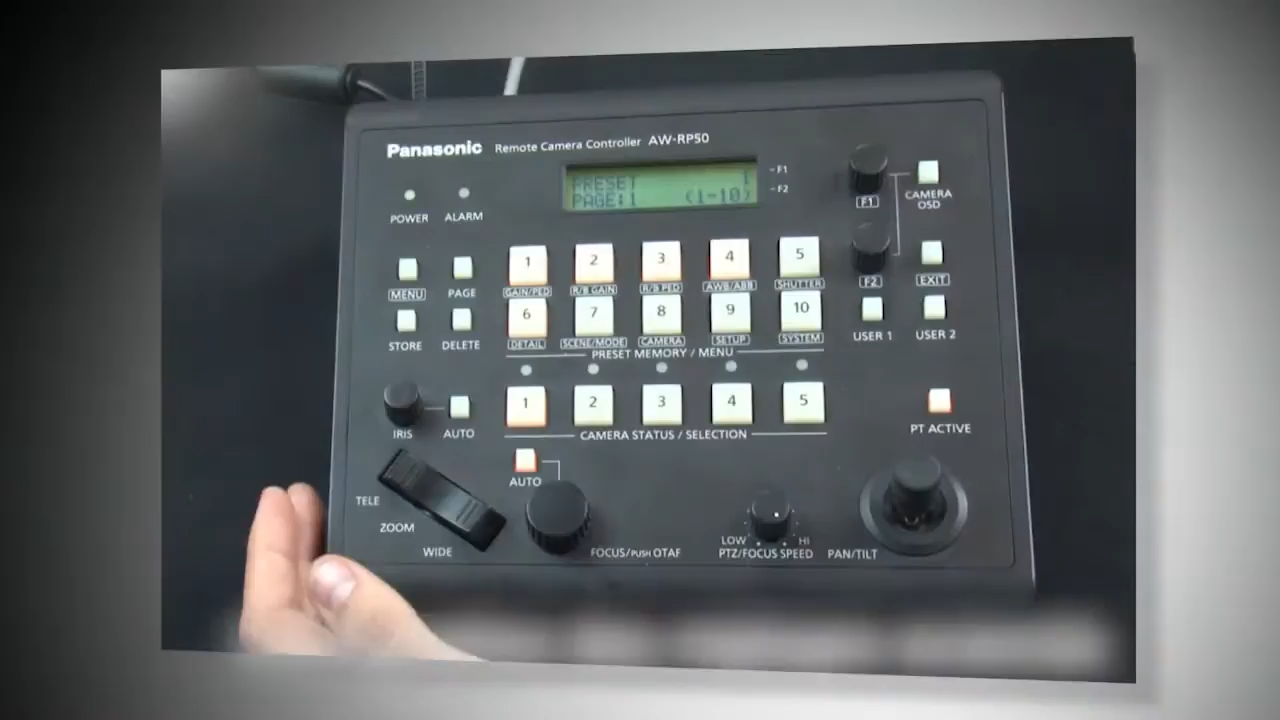 Panasonic Remote Camera Controller AW-RP50
PRESET 1
PAGE:1 (1-10)
F1
F2
POWER ALARM
F1
CAMERA
OSD
1 2 3 4 5
MENU PAGE
GAIN/PED R/B GAIN R/B PED AWB/ABB SHUTTER
F2 EXIT
6 7 8 9 10
STORE DELETE
DETAIL SCENE/MODE CAMERA SETUP SYSTEM
USER 1 USER 2
PRESET MEMORY / MENU
1 2 3 4 5
IRIS AUTO
CAMERA STATUS / SELECTION
PT ACTIVE
AUTO
TELE
ZOOM
WIDE
FOCUS/PUSH OTAF
LOW HI
PTZ/FOCUS SPEED
PAN/TILT